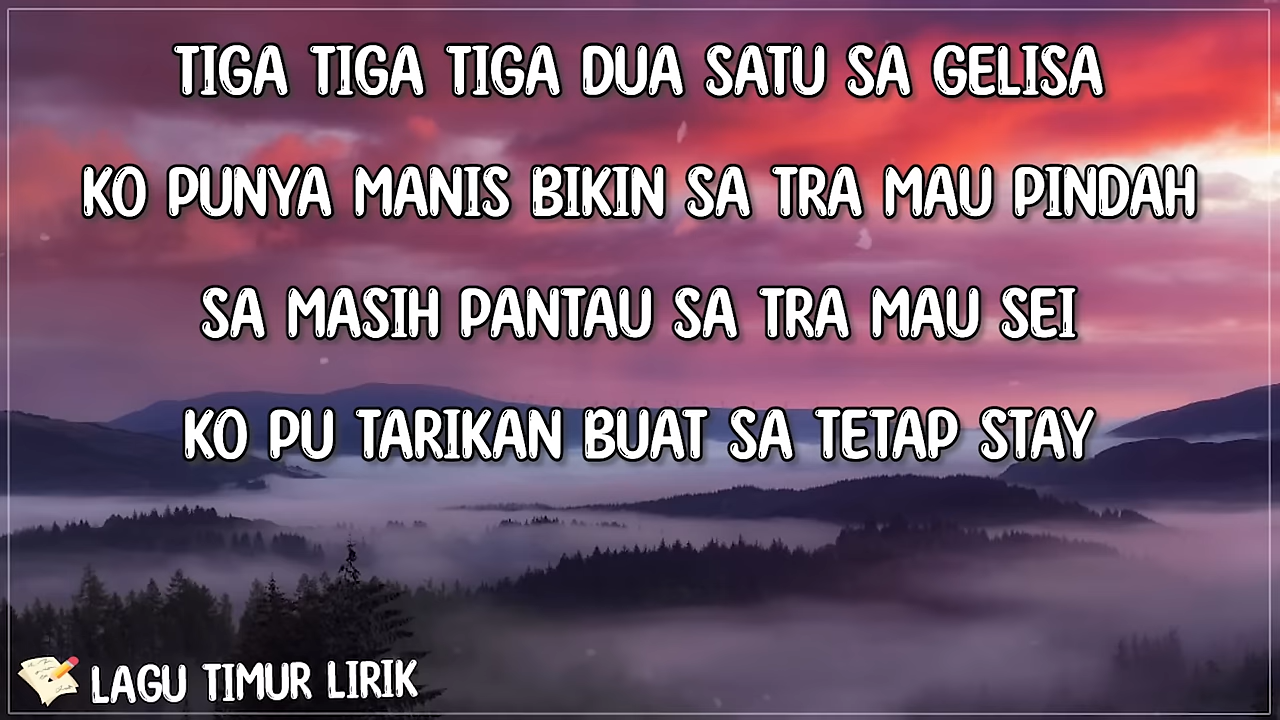 TIGA TIGA TIGA DUA SATU SA GELISA
KO PUNYA MANIS BIKIN SA TRA MAU PINDAH
SA MASIH PANTAU SA TRA MAU SEI
KO PU TARIKAN BUAT SA TETAP STAY
LAGU TIMUR LIRIK